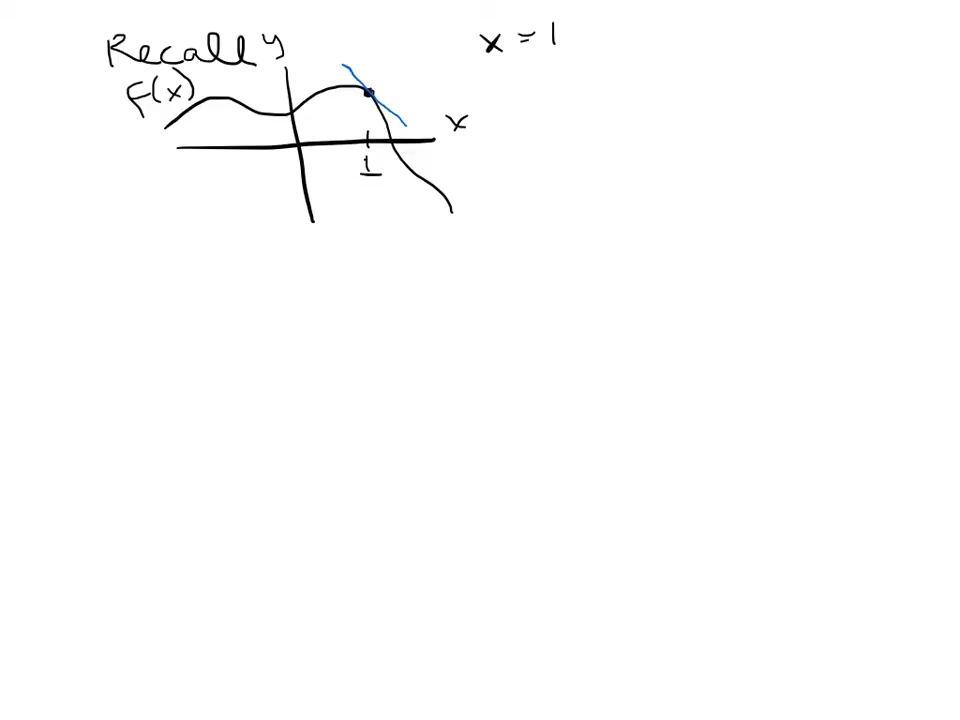 Recall
y
x = 1
f(x)
x
1